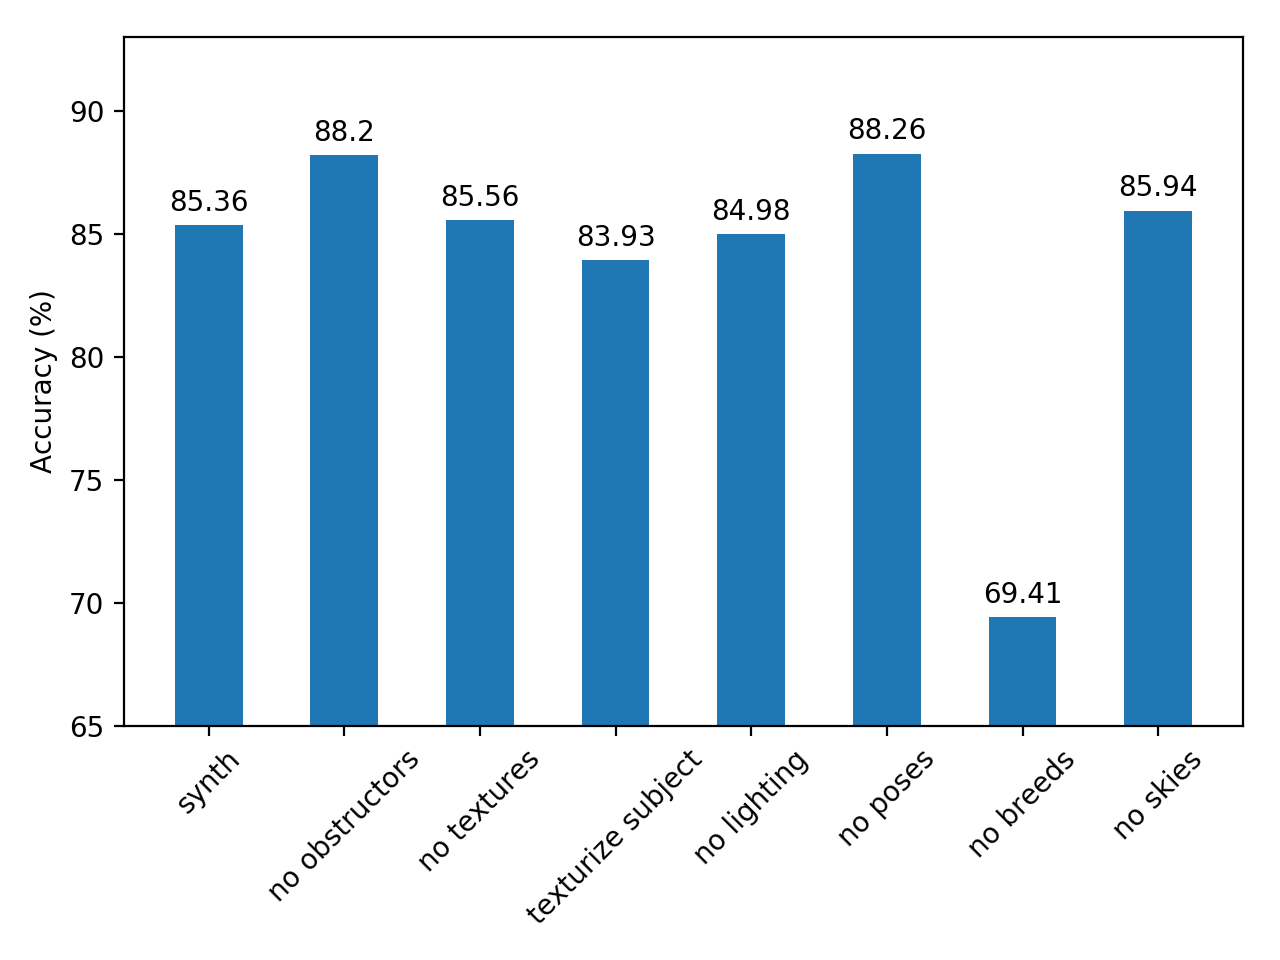 90
85
80
75
70
65
Accuracy (%)
85.36
88.2
85.56
83.93
84.98
88.26
69.41
85.94
synth
no obstructors
no textures
texturize subject
no lighting
no poses
no breeds
no skies